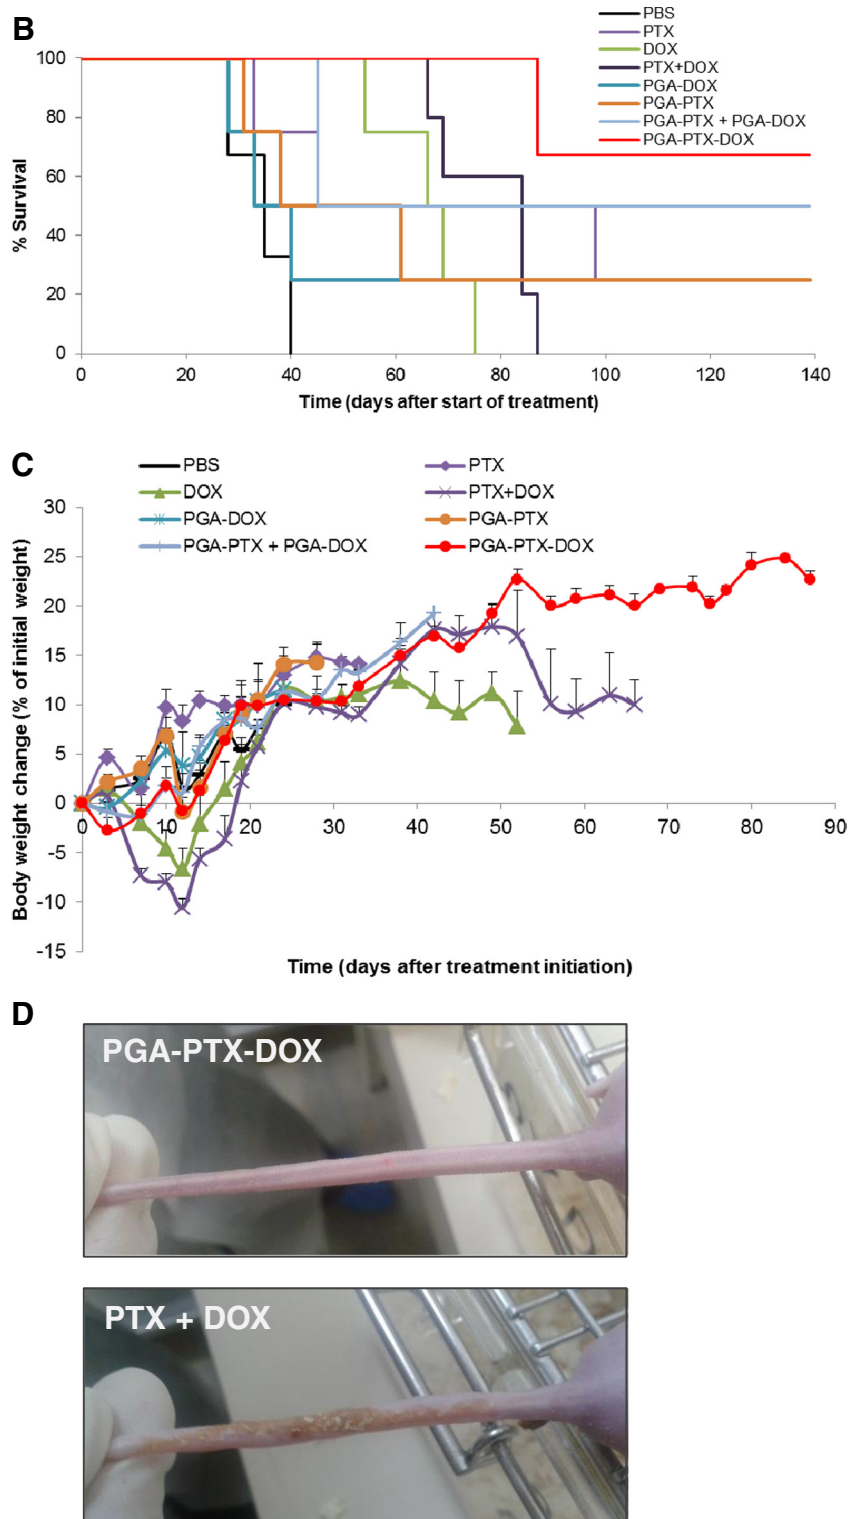 B
PBS
PTX
DOX
PTX+DOX
PGA-DOX
PGA-PTX
PGA-PTX + PGA-DOX
PGA-PTX-DOX
100
80
60
40
20
0
% Survival
0 20 40 60 80 100 120 140
Time (days after start of treatment)
C
PBS PTX
DOX PTX+DOX
PGA-DOX PGA-PTX
PGA-PTX + PGA-DOX PGA-PTX-DOX
30
25
20
15
10
5
0
-5
-10
-15
Body weight change (% of initial weight)
0 10 20 30 40 50 60 70 80 90
Time (days after treatment initiation)
D
PGA-PTX-DOX
PTX + DOX